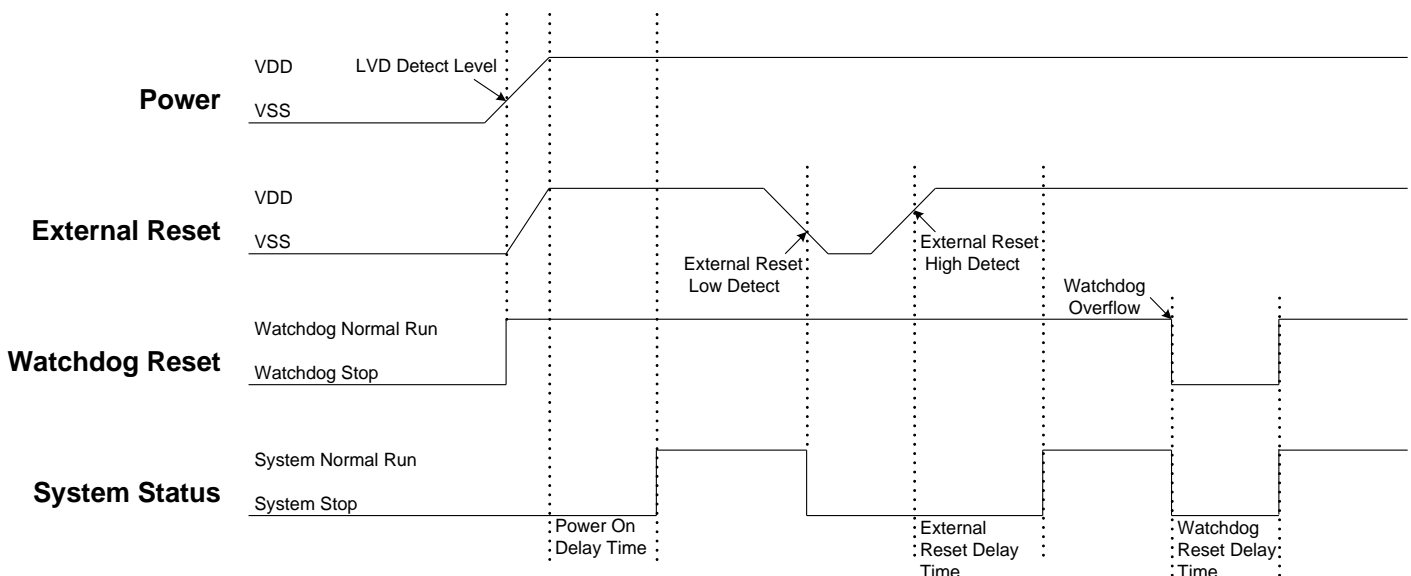 VDD
LVD Detect Level
Power
VSS
VDD
External Reset
VSS
External Reset
Low Detect
External Reset
High Detect
Watchdog
Overflow
Watchdog Normal Run
Watchdog Reset
Watchdog Stop
System Normal Run
System Status
System Stop
Power On
Delay Time
External
Reset Delay
Time
Watchdog
Reset Delay
Time